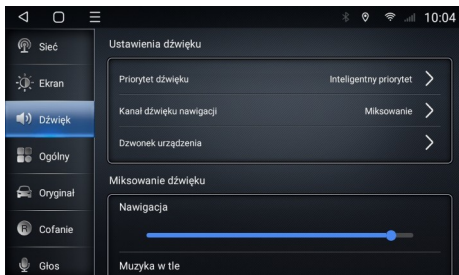 10:04
Sieć
Ekran
Dźwięk
Ogólny
Oryginał
R Cofanie
Głos
Ustawienia dźwięku
Priorytet dźwięku Inteligentny priorytet
Kanał dźwięku nawigacji Miksowanie
Dzwonek urządzenia
Miksowanie dźwięku
Nawigacja
Muzyka w tle